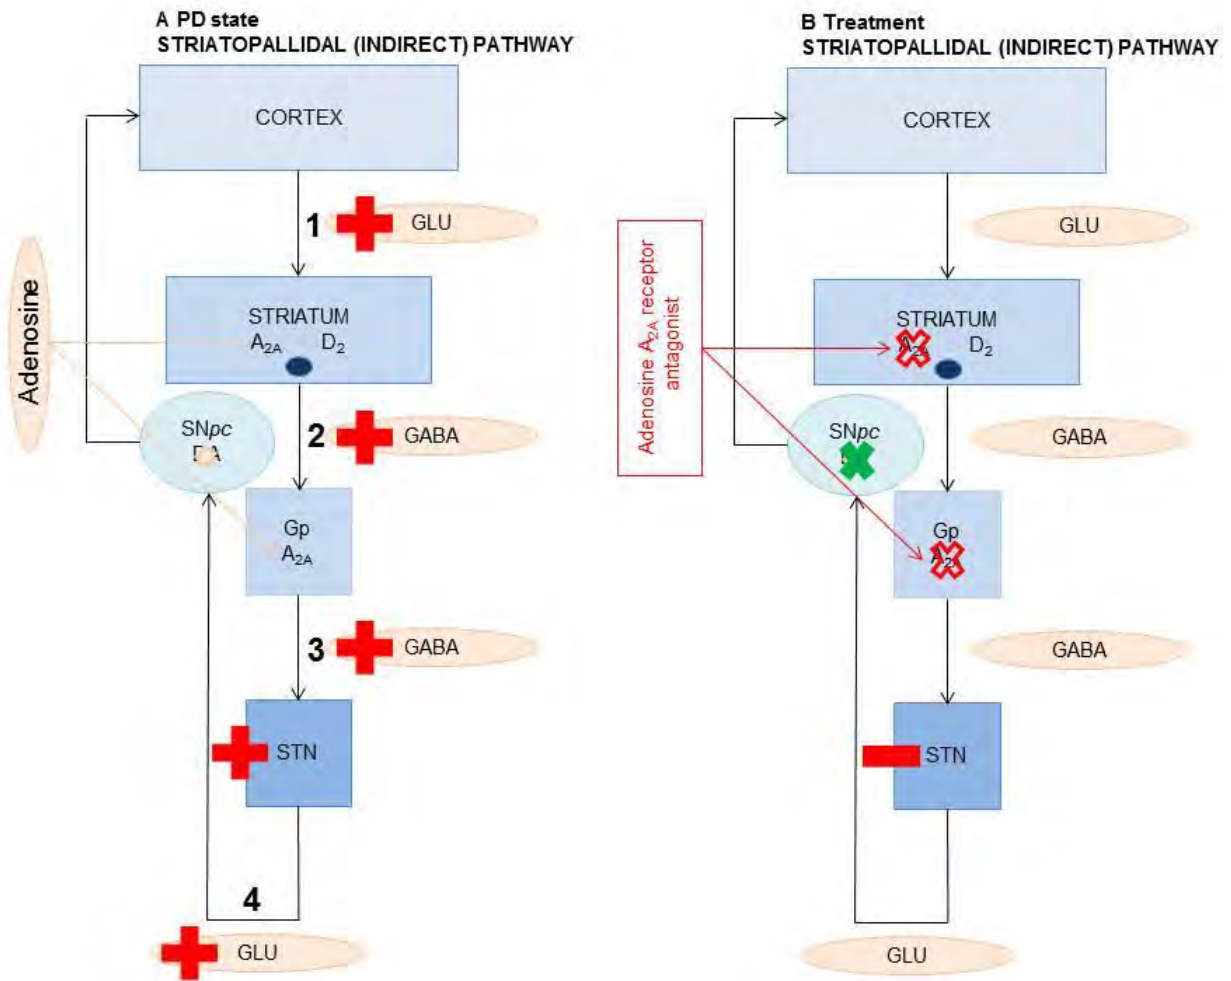 A PD state
STRIATOPALLIDAL (INDIRECT) PATHWAY
CORTEX
1
GLU
Adenosine
STRIATUM
A2A D2
2
GABA
SNpc
Gp
A2A
3
GABA
STN
4
GLU
B Treatment
STRIATOPALLIDAL (INDIRECT) PATHWAY
CORTEX
GLU
Adenosine A2A receptor
antagonist
STRIATUM
A2A D2
GABA
SNpc
Gp
A2A
GABA
STN
GLU